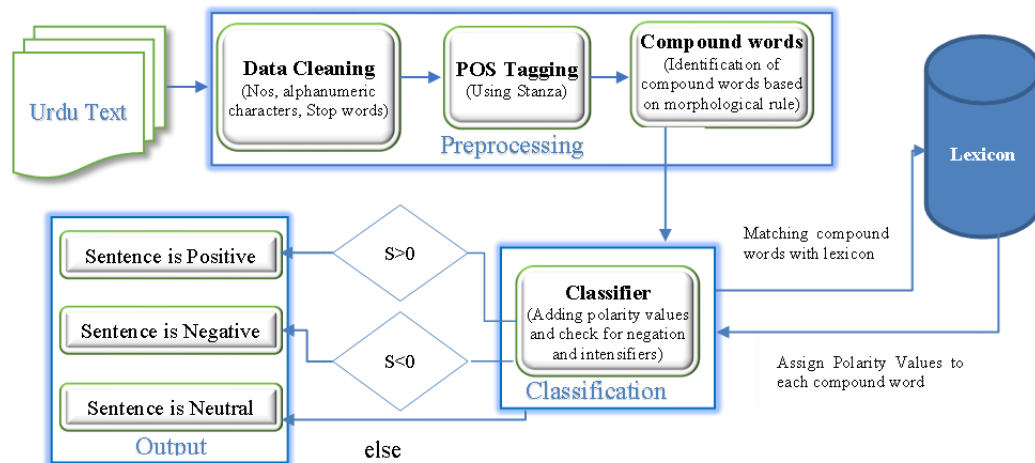 Urdu Text
Data Cleaning
(Nos, alphanumeric
characters, Stop words)
POS Tagging
(Using Stanza)
Compound words
(Identification of
compound words based
on morphological rule)
Preprocessing
Lexicon
Matching compound
words with lexicon
Assign Polarity Values to
each compound word
Classifier
(Adding polarity values
and check for negation
and intensifiers)
Classification
S>0
S<0
else
Sentence is Positive
Sentence is Negative
Sentence is Neutral
Output